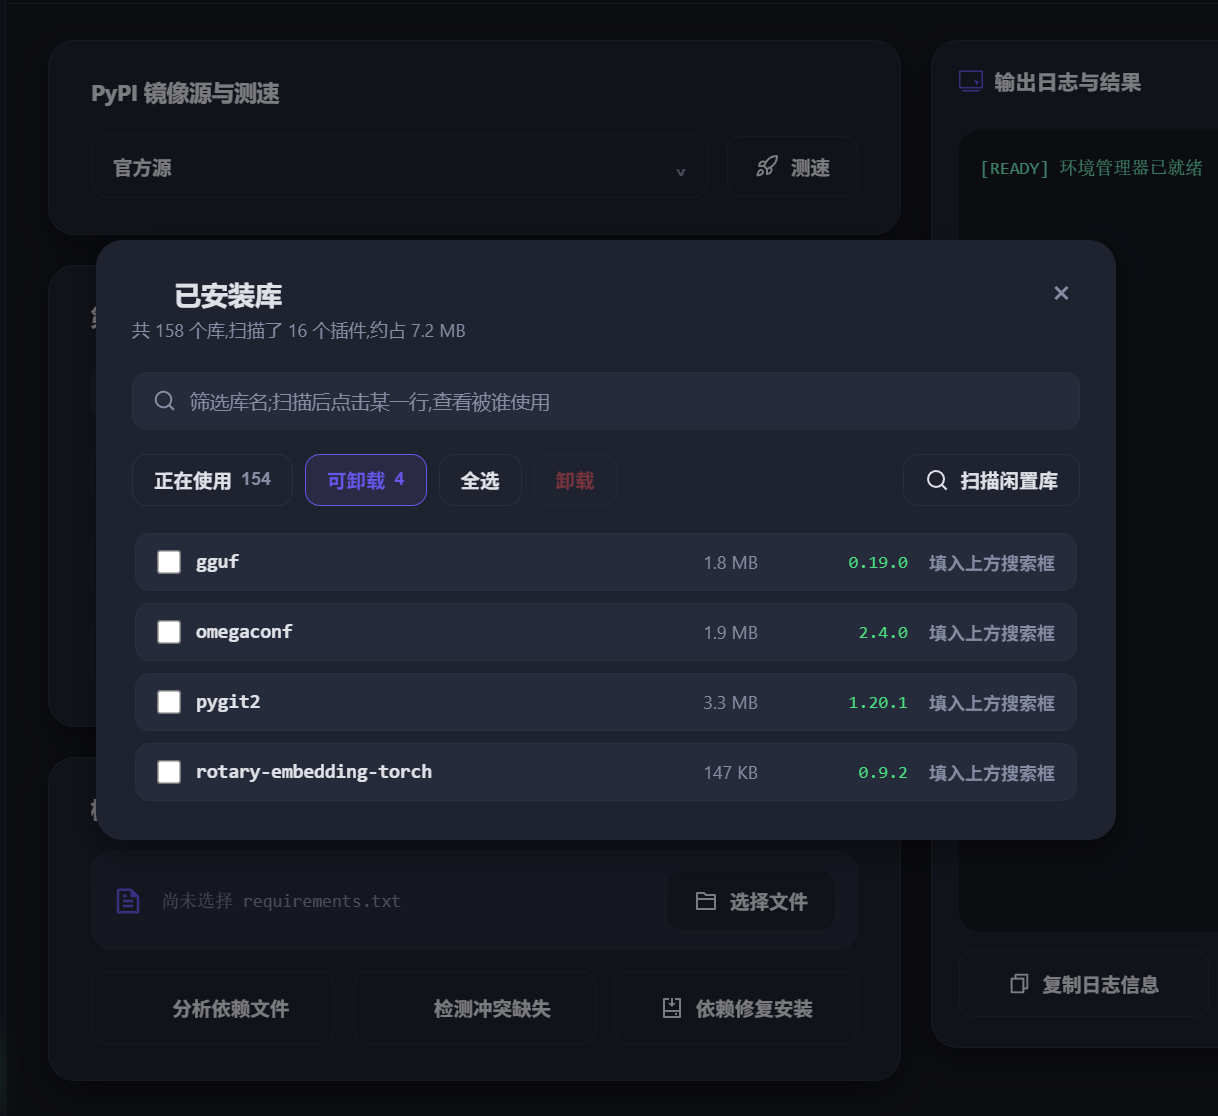 PyPI 镜像源与测速
官方源
测速
输出日志与结果
[READY] 环境管理器已就绪
已安装库
共 158 个库,扫描了 16 个插件,约占 7.2 MB
筛选库名;扫描后点击某一行,查看被谁使用
正在使用 154
可卸载 4
全选
卸载
扫描闲置库
gguf 1.8 MB 0.19.0 填入上方搜索框
omegaconf 1.9 MB 2.4.0 填入上方搜索框
pygit2 3.3 MB 1.20.1 填入上方搜索框
rotary-embedding-torch 147 KB 0.9.2 填入上方搜索框
尚未选择 requirements.txt
选择文件
分析依赖文件
检测冲突缺失
依赖修复安装
复制日志信息